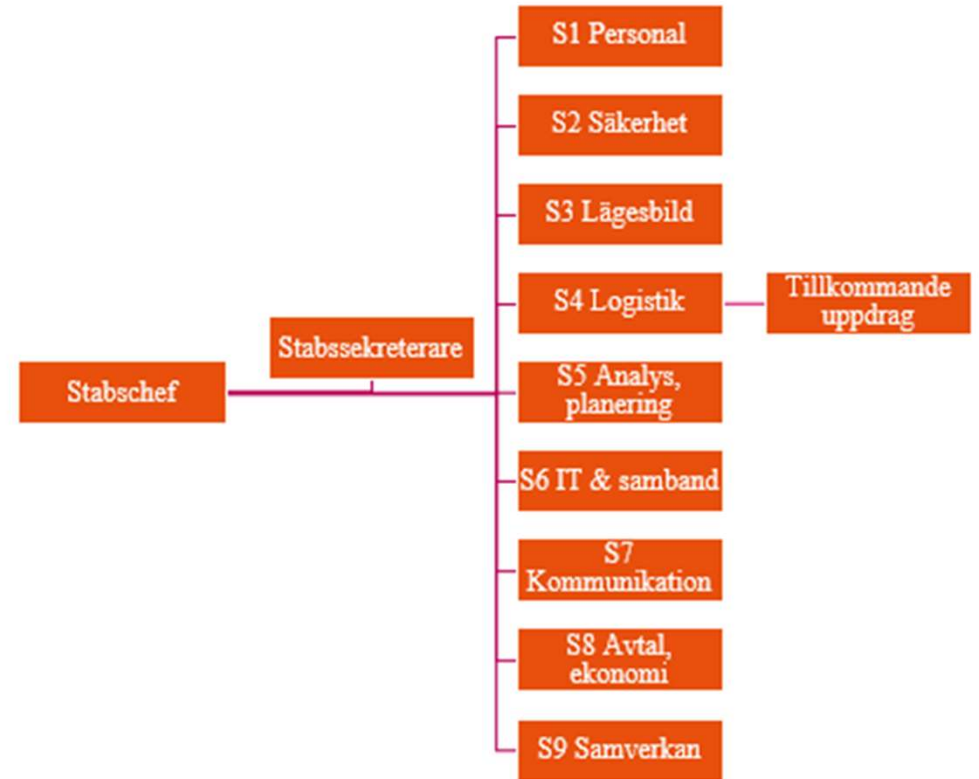 S1 Personal
S2 Säkerhet
S3 Lägesbild
S4 Logistik
Tillkommande
uppdrag
Stabssekreterare
Stabschef
S5 Analys,
planering
S6 IT & samband
S7
Kommunikation
S8 Avtal,
ekonomi
S9 Samverkan